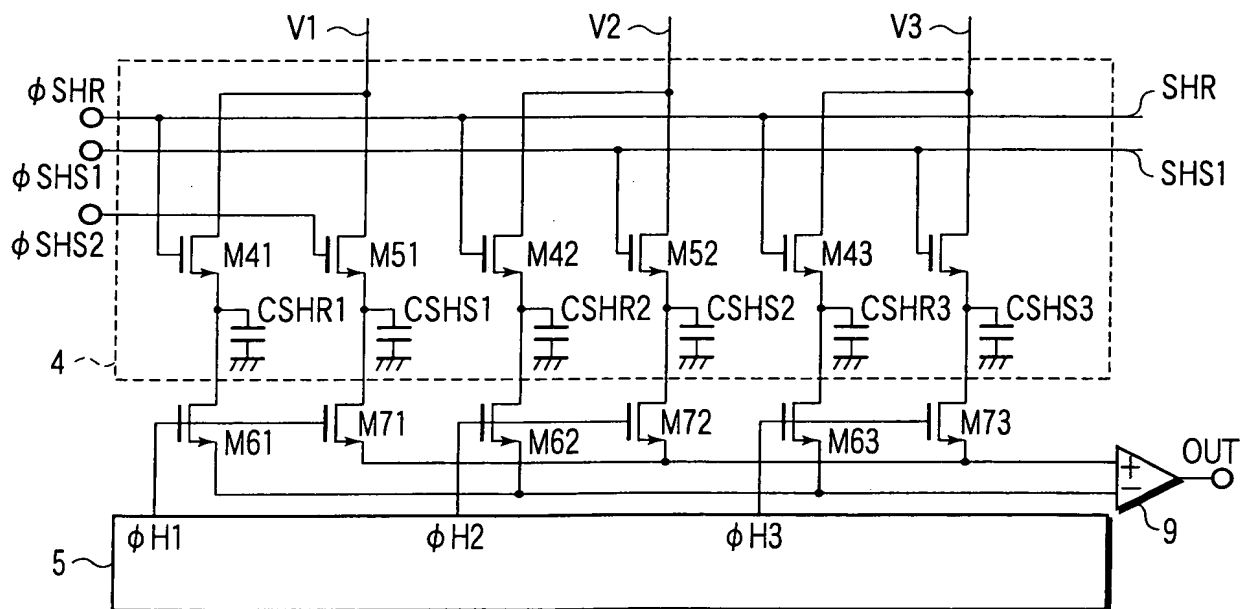 V1 V2 V3
φSHR
SHR
φSHS1
SHS1
φSHS2
M41 M51 M42 M52 M43
CSHR1 CSHS1 CSHR2 CSHS2 CSHR3 CSHS3
4
M61 M71 M62 M72 M63 M73
+
−
OUT
9
φH1 φH2 φH3
5